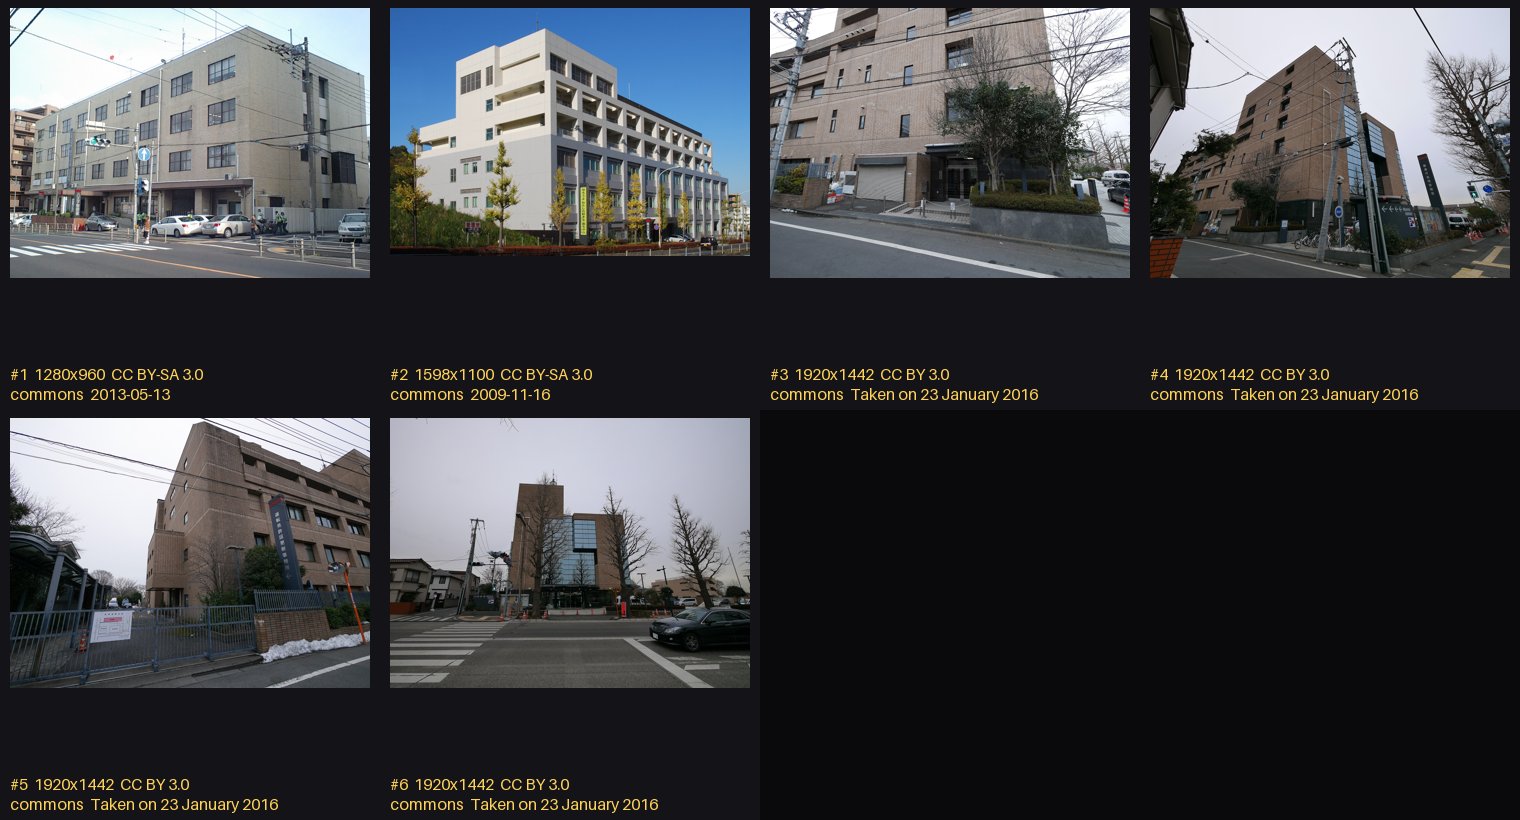 #1 1280x960 CC BY-SA 3.0
commons 2013-05-13
#2 1598x1100 CC BY-SA 3.0
commons 2009-11-16
#3 1920x1442 CC BY 3.0
commons Taken on 23 January 2016
#4 1920x1442 CC BY 3.0
commons Taken on 23 January 2016
#5 1920x1442 CC BY 3.0
commons Taken on 23 January 2016
#6 1920x1442 CC BY 3.0
commons Taken on 23 January 2016